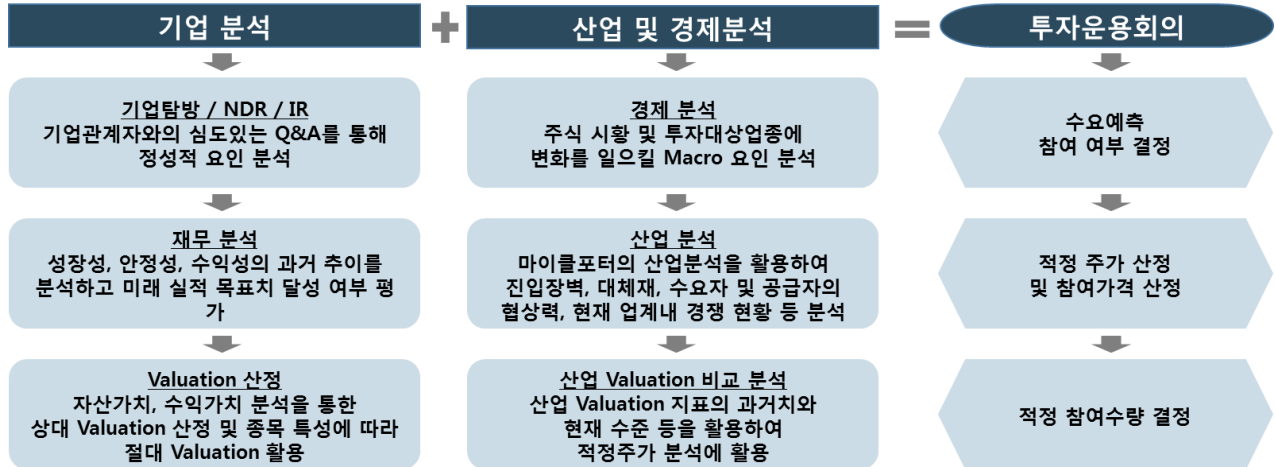 기업 분석
기업탐방 / NDR / IR
기업관계자와의 심도있는 Q&A를 통해
정성적 요인 분석
재무 분석
성장성, 안정성, 수익성의 과거 추이를
분석하고 미래 실적 목표치 달성 여부 평
가
Valuation 산정
자산가치, 수익가치 분석을 통한
상대 Valuation 산정 및 종목 특성에 따라
절대 Valuation 활용
+
산업 및 경제분석
경제 분석
주식 시황 및 투자대상업종에
변화를 일으킬 Macro 요인 분석
산업 분석
마이클포터의 산업분석을 활용하여
진입장벽, 대체재, 수요자 및 공급자의
협상력, 현재 업계내 경쟁 현황 등 분석
산업 Valuation 비교 분석
산업 Valuation 지표의 과거치와
현재 수준 등을 활용하여
적정주가 분석에 활용
=
투자운용회의
수요예측
참여 여부 결정
적정 주가 산정
및 참여가격 산정
적정 참여수량 결정